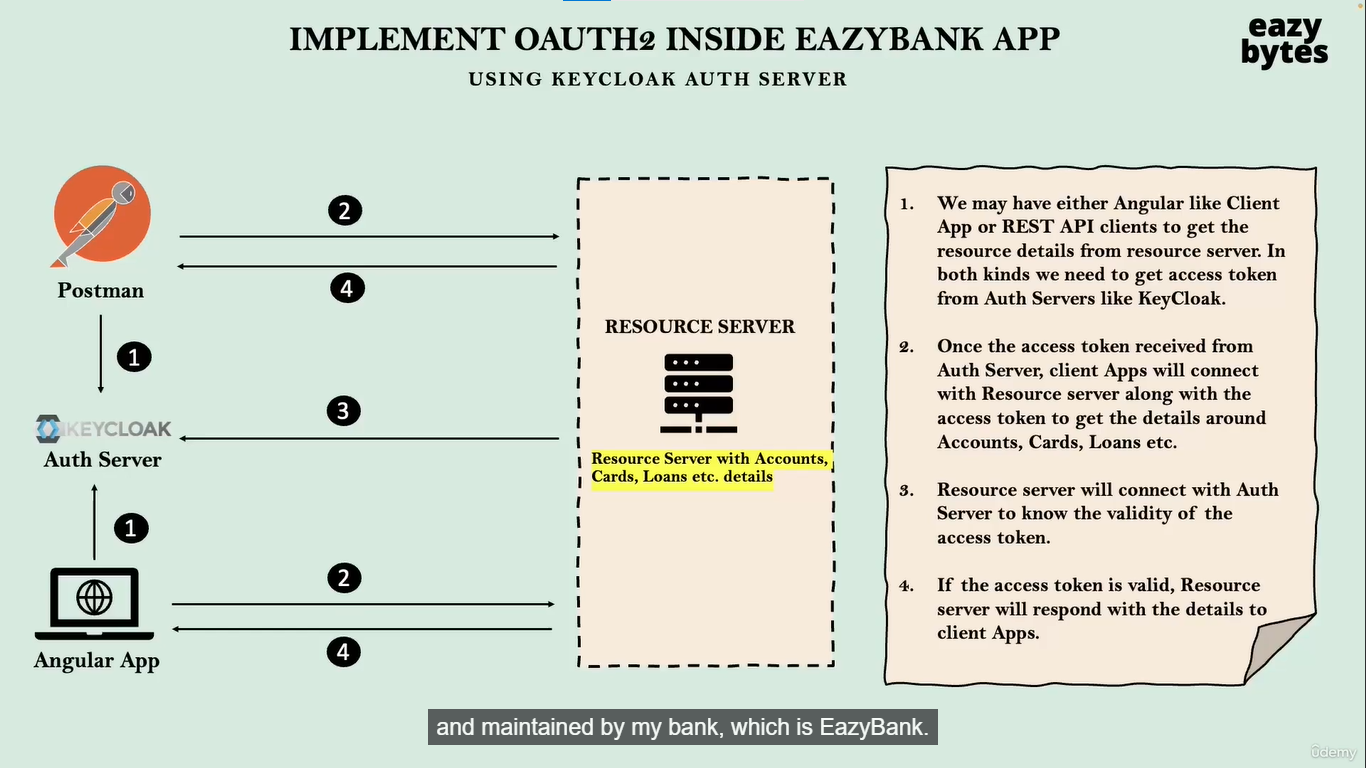 IMPLEMENT OAUTH2 INSIDE EAZYBANK APP
USING KEYCLOAK AUTH SERVER
eazy
bytes
Postman
2
4
1
KEYCLOAK
Auth Server
3
1
Angular App
2
4
RESOURCE SERVER
Resource Server with Accounts,
Cards, Loans etc. details
1. We may have either Angular like Client
App or REST API clients to get the
resource details from resource server. In
both kinds we need to get access token
from Auth Servers like KeyCloak.
2. Once the access token received from
Auth Server, client Apps will connect
with Resource server along with the
access token to get the details around
Accounts, Cards, Loans etc.
3. Resource server will connect with Auth
Server to know the validity of the
access token.
4. If the access token is valid, Resource
server will respond with the details to
client Apps.
and maintained by my bank, which is EazyBank.
ûdemy